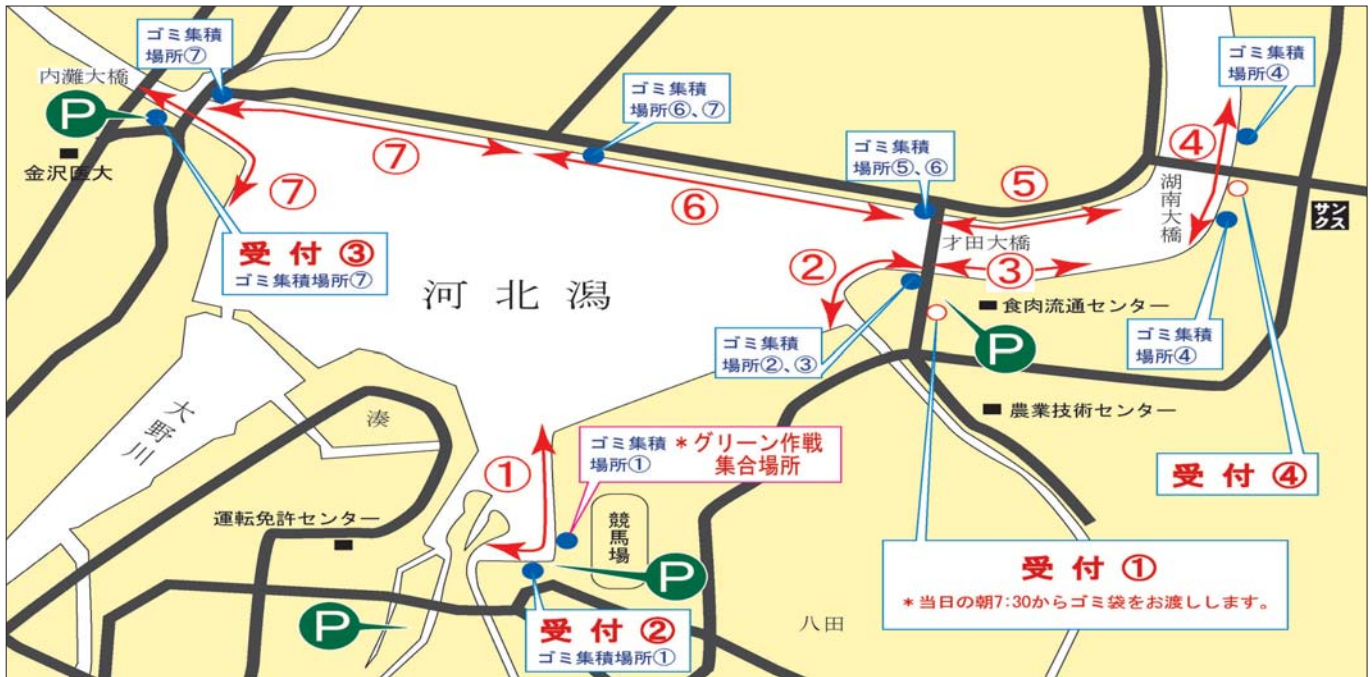 ゴミ集積
場所⑦
内灘大橋
P
金沢医大
⑦
⑦
受付③
ゴミ集積場所⑦
ゴミ集積
場所⑥、⑦
⑥
ゴミ集積
場所⑤、⑥
⑤
才田大橋
②
③
ゴミ集積
場所②、③
ゴミ集積
場所④
④
湖南大橋
サン
クス
食肉流通センター
P
ゴミ集積
場所④
農業技術センター
受付④
河北潟
大野川
湊
①
ゴミ集積
場所①
*グリーン作戦
集合場所
競馬場
運転免許センター
P
P
受付②
ゴミ集積場所①
八田
受付①
*当日の朝7:30からゴミ袋をお渡しします。